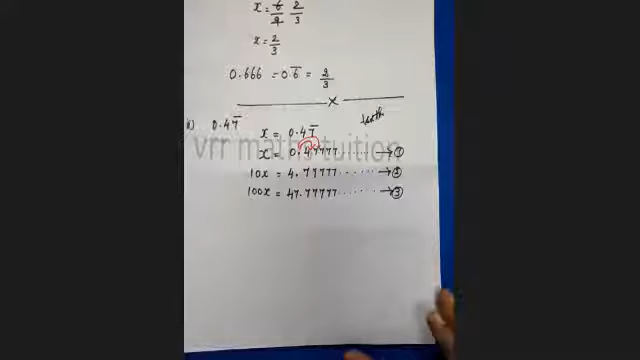 x = 6/9 2/3
x = 2/3
0.666 = 0.6̅ = 2/3
x
ii) 0.47̅
x = 0.47̅
vrr maths tuition
x = 0.47777...... → ①
10x = 4.77777...... → ②
100x = 47.77777...... → ③